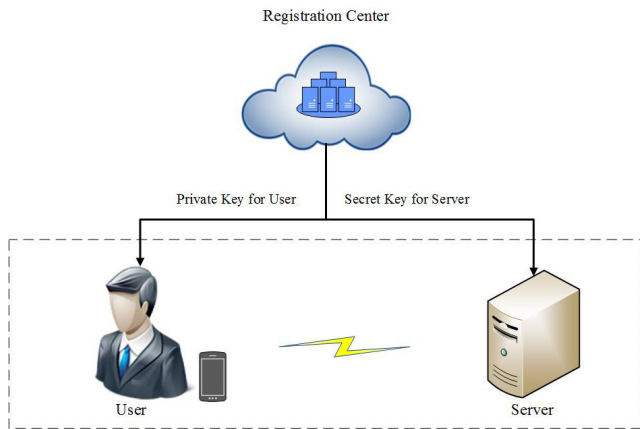 Registration Center
Private Key for User
Secret Key for Server
User
Server